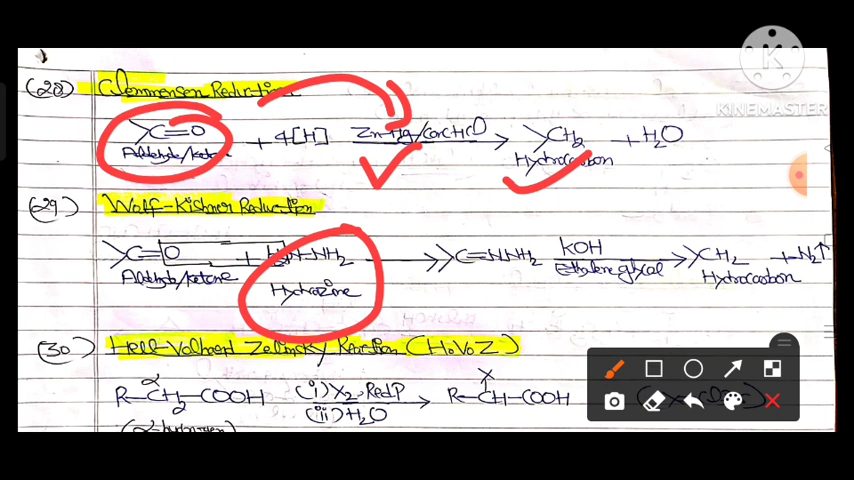 K
KINEMASTER
(28) Clemmensen Reduction
>C=O + 4[H] Zn-Hg/Conc.HCl → >CH2 + H2O
Aldehyde/Ketone Hydrocarbon
(29) Wolf-Kishner Reduction
>C=O + H2N-NH2 → >C=NNH2 KOH Ethylene glycol → >CH2 + N2↑
Aldehyde/Ketone Hydrazine Hydrocarbon
(30) Hell-Volhard Zelinsky Reaction (H.V.Z)
α X
R-CH2-COOH (i) X2, Red P (ii) H2O → R-CH-COOH
(α-hydrogen)